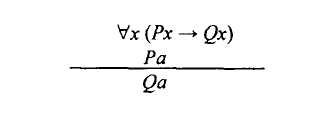 ∀x (Px → Qx)
Pa
Qa